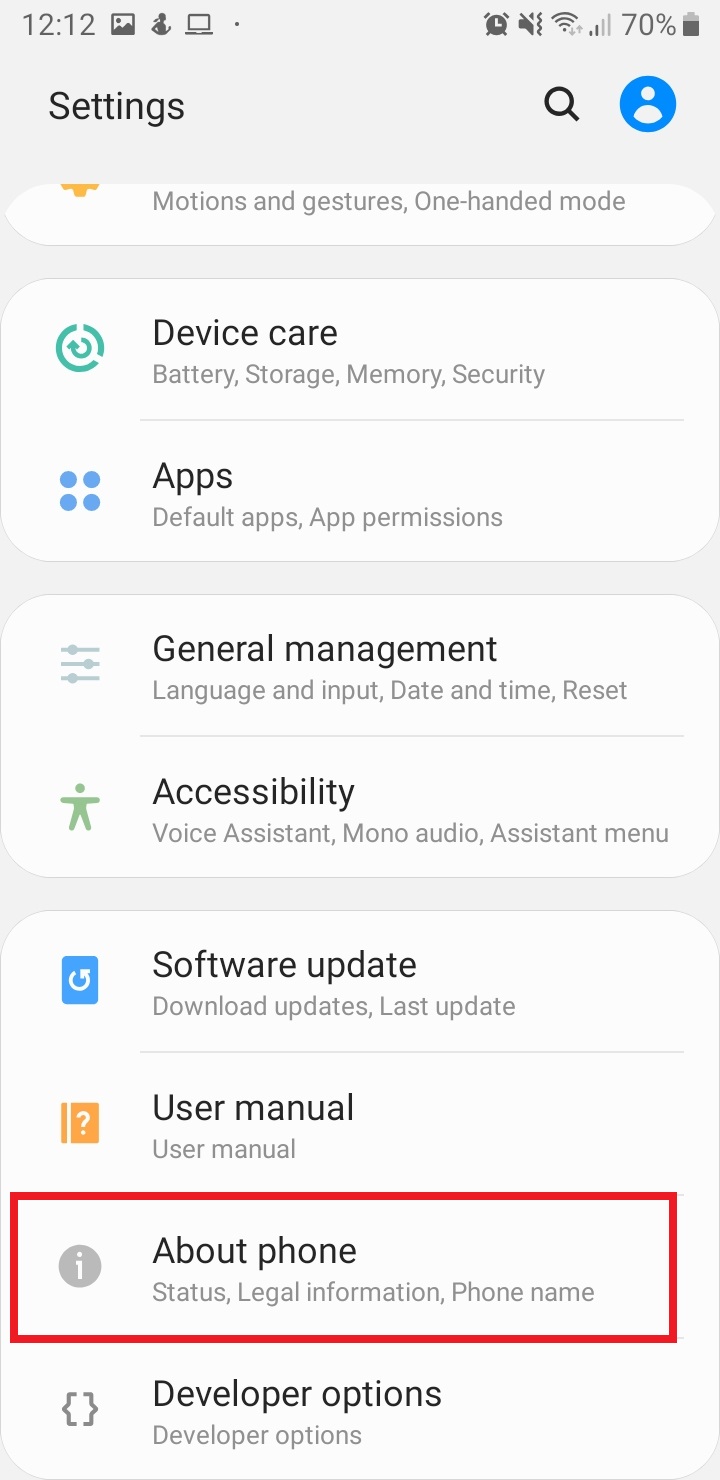 12:12 70%
Settings
Motions and gestures, One-handed mode
Device care
Battery, Storage, Memory, Security
Apps
Default apps, App permissions
General management
Language and input, Date and time, Reset
Accessibility
Voice Assistant, Mono audio, Assistant menu
Software update
Download updates, Last update
User manual
User manual
About phone
Status, Legal information, Phone name
Developer options
Developer options